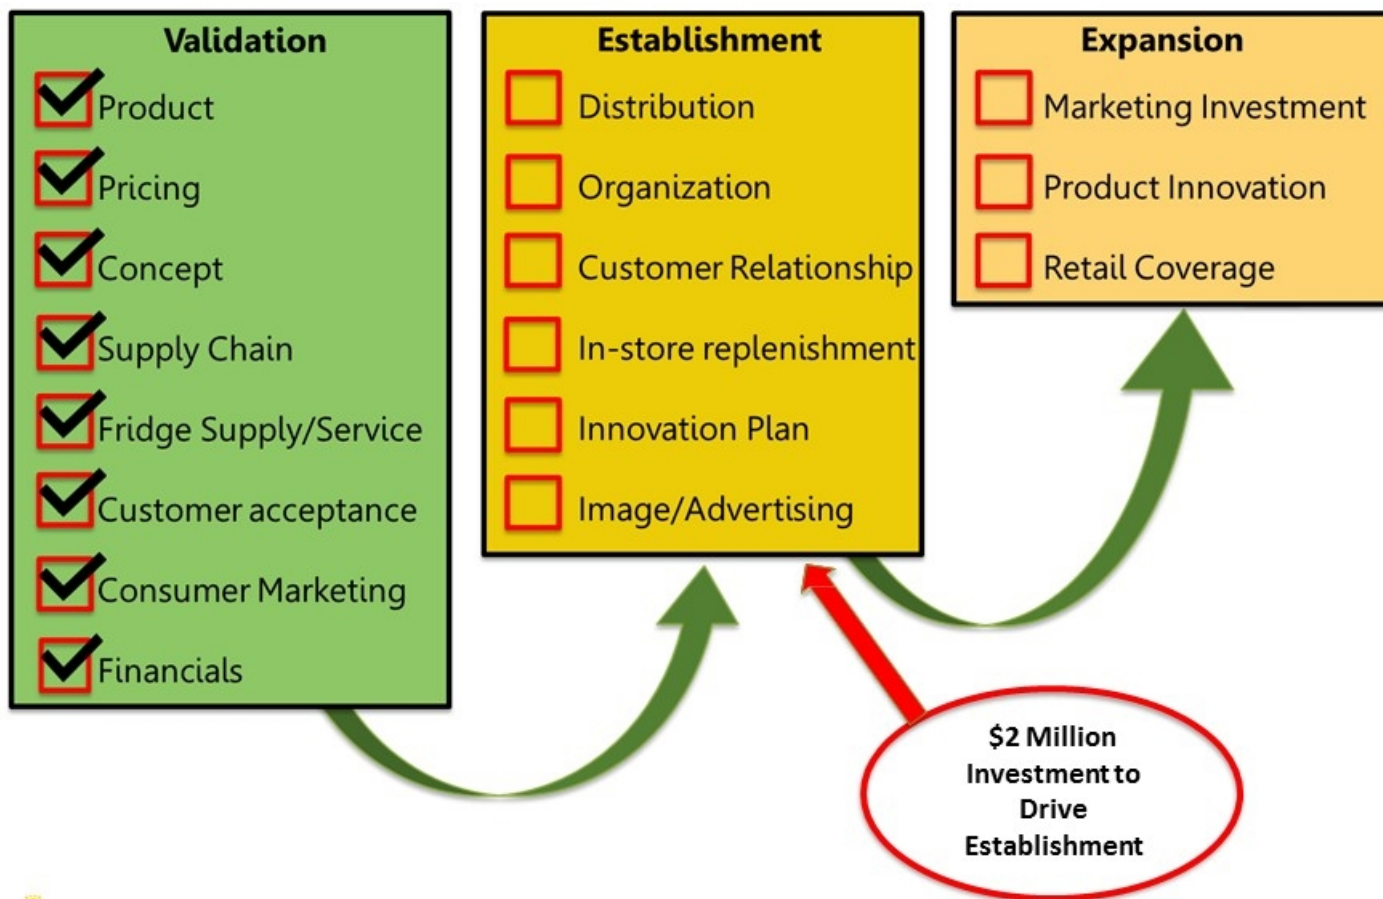 Validation
Product
Pricing
Concept
Supply Chain
Fridge Supply/Service
Customer acceptance
Consumer Marketing
Financials
Establishment
Distribution
Organization
Customer Relationship
In-store replenishment
Innovation Plan
Image/Advertising
Expansion
Marketing Investment
Product Innovation
Retail Coverage
$2 Million
Investment to
Drive
Establishment